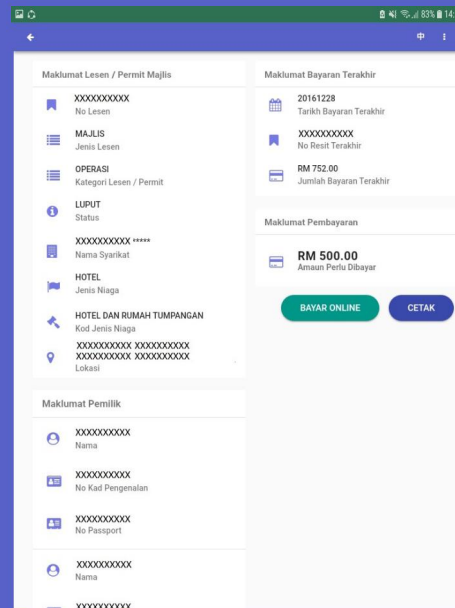 83% 14:
中
Maklumat Lesen / Permit Majlis
XXXXXXXXXX
No Lesen
MAJLIS
Jenis Lesen
OPERASI
Kategori Lesen / Permit
LUPUT
Status
XXXXXXXXXX *****
Nama Syarikat
HOTEL
Jenis Niaga
HOTEL DAN RUMAH TUMPANGAN
Kod Jenis Niaga
XXXXXXXXXX XXXXXXXXXX
XXXXXXXXXX XXXXXXXXXX
Lokasi
Maklumat Pemilik
XXXXXXXXXX
Nama
XXXXXXXXXX
No Kad Pengenalan
XXXXXXXXXX
No Passport
XXXXXXXXXX
Nama
XXXXXXXXXX
Maklumat Bayaran Terakhir
20161228
Tarikh Bayaran Terakhir
XXXXXXXXXX
No Resit Terakhir
RM 752.00
Jumlah Bayaran Terakhir
Maklumat Pembayaran
RM 500.00
Amaun Perlu Dibayar
BAYAR ONLINE
CETAK